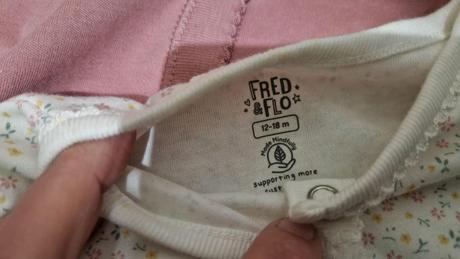 FRED
&FLO
12-18 m
Made Mindfully
supporting more